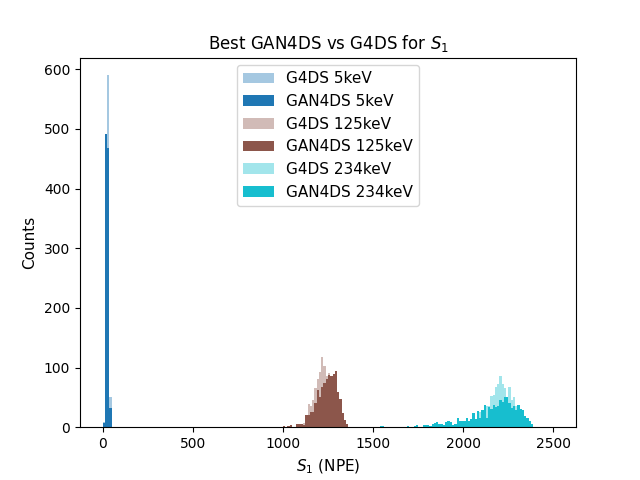 Best GAN4DS vs G4DS for S₁
Counts
600
500
400
300
200
100
0
G4DS 5keV
GAN4DS 5keV
G4DS 125keV
GAN4DS 125keV
G4DS 234keV
GAN4DS 234keV
0 500 1000 1500 2000 2500
S₁ (NPE)